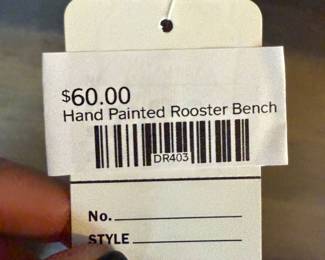 $60.00
Hand Painted Rooster Bench
DR403
No.
STYLE